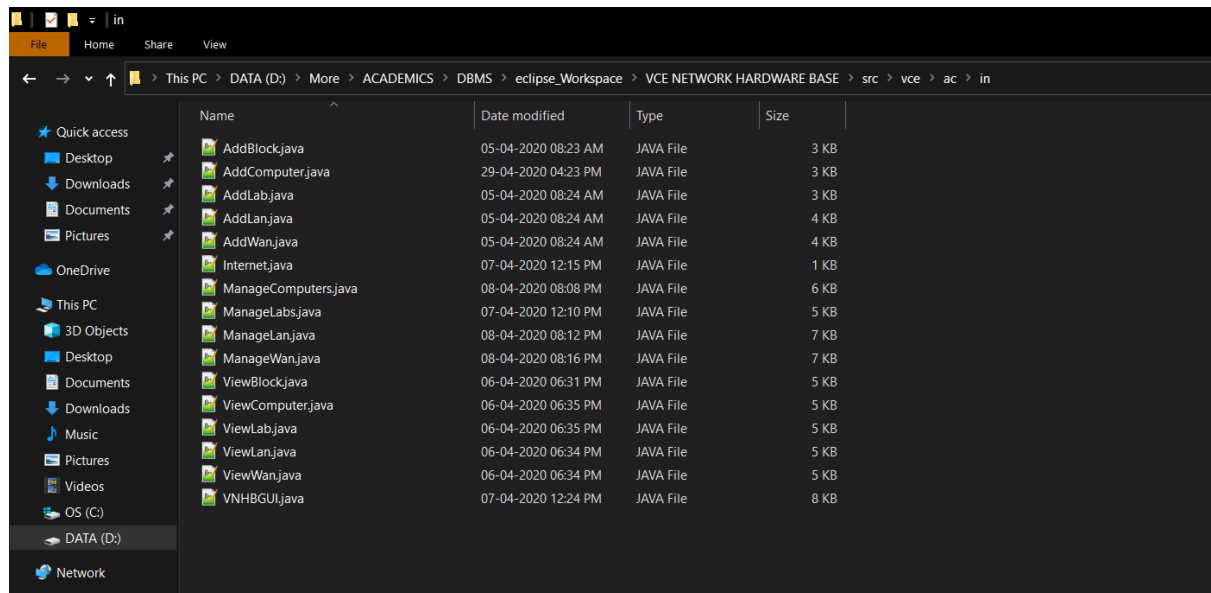 in
File Home Share View
This PC > DATA (D:) > More > ACADEMICS > DBMS > eclipse_Workspace > VCE NETWORK HARDWARE BASE > src > vce > ac > in
Name Date modified Type Size
Quick access
Desktop
Downloads
Documents
Pictures
OneDrive
This PC
3D Objects
Desktop
Documents
Downloads
Music
Pictures
Videos
OS (C:)
DATA (D:)
Network
AddBlock.java 05-04-2020 08:23 AM JAVA File 3 KB
AddComputer.java 29-04-2020 04:23 PM JAVA File 3 KB
AddLab.java 05-04-2020 08:24 AM JAVA File 3 KB
AddLan.java 05-04-2020 08:24 AM JAVA File 4 KB
AddWan.java 05-04-2020 08:24 AM JAVA File 4 KB
Internet.java 07-04-2020 12:15 PM JAVA File 1 KB
ManageComputers.java 08-04-2020 08:08 PM JAVA File 6 KB
ManageLabs.java 07-04-2020 12:10 PM JAVA File 5 KB
ManageLan.java 08-04-2020 08:12 PM JAVA File 7 KB
ManageWan.java 08-04-2020 08:16 PM JAVA File 7 KB
ViewBlock.java 06-04-2020 06:31 PM JAVA File 5 KB
ViewComputer.java 06-04-2020 06:35 PM JAVA File 5 KB
ViewLab.java 06-04-2020 06:35 PM JAVA File 5 KB
ViewLan.java 06-04-2020 06:34 PM JAVA File 5 KB
ViewWan.java 06-04-2020 06:34 PM JAVA File 5 KB
VNHBGUI.java 07-04-2020 12:24 PM JAVA File 8 KB